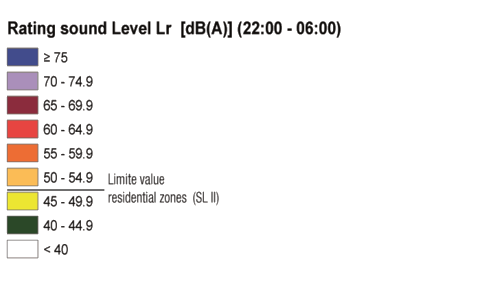 Rating sound Level Lr [dB(A)] (22:00 - 06:00)
≥ 75
70 - 74.9
65 - 69.9
60 - 64.9
55 - 59.9
50 - 54.9
Limite value
residential zones (SL II)
45 - 49.9
40 - 44.9
< 40